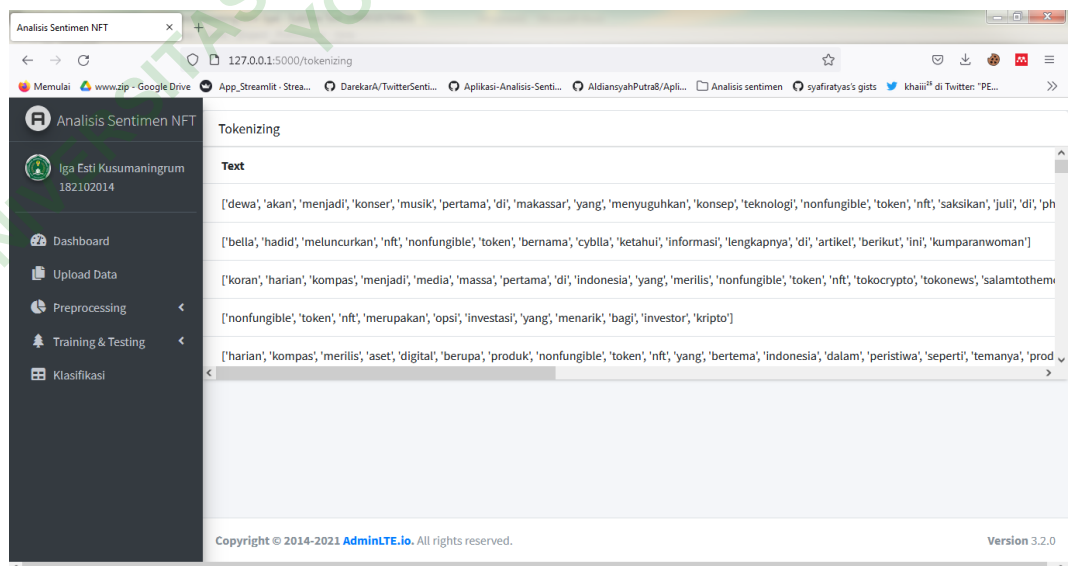 Analisis Sentimen NFT
127.0.0.1:5000/tokenizing
Memulai www.zip - Google Drive App_Streamlit · Strea... DarekarA/TwitterSenti... Aplikasi-Analisis-Senti... AldiansyahPutra8/Apli... Analisis sentimen syafiratyas's gists khaiii²⁶ di Twitter: "PE...
Analisis Sentimen NFT
Iga Esti Kusumaningrum
182102014
Dashboard
Upload Data
Preprocessing
Training & Testing
Klasifikasi
Tokenizing
Text
['dewa', 'akan', 'menjadi', 'konser', 'musik', 'pertama', 'di', 'makassar', 'yang', 'menyuguhkan', 'konsep', 'teknologi', 'nonfungible', 'token', 'nft', 'saksikan', 'juli', 'di', 'ph
['bella', 'hadid', 'meluncurkan', 'nft', 'nonfungible', 'token', 'bernama', 'cyblla', 'ketahui', 'informasi', 'lengkapnya', 'di', 'artikel', 'berikut', 'ini', 'kumparanwoman']
['koran', 'harian', 'kompas', 'menjadi', 'media', 'massa', 'pertama', 'di', 'indonesia', 'yang', 'merilis', 'nonfungible', 'token', 'nft', 'tokocrypto', 'tokonews', 'salamtothem
['nonfungible', 'token', 'nft', 'merupakan', 'opsi', 'investasi', 'yang', 'menarik', 'bagi', 'investor', 'kripto']
['harian', 'kompas', 'merilis', 'aset', 'digital', 'berupa', 'produk', 'nonfungible', 'token', 'nft', 'yang', 'bertema', 'indonesia', 'dalam', 'peristiwa', 'seperti', 'temanya', 'prod
Copyright © 2014-2021 AdminLTE.io. All rights reserved.
Version 3.2.0